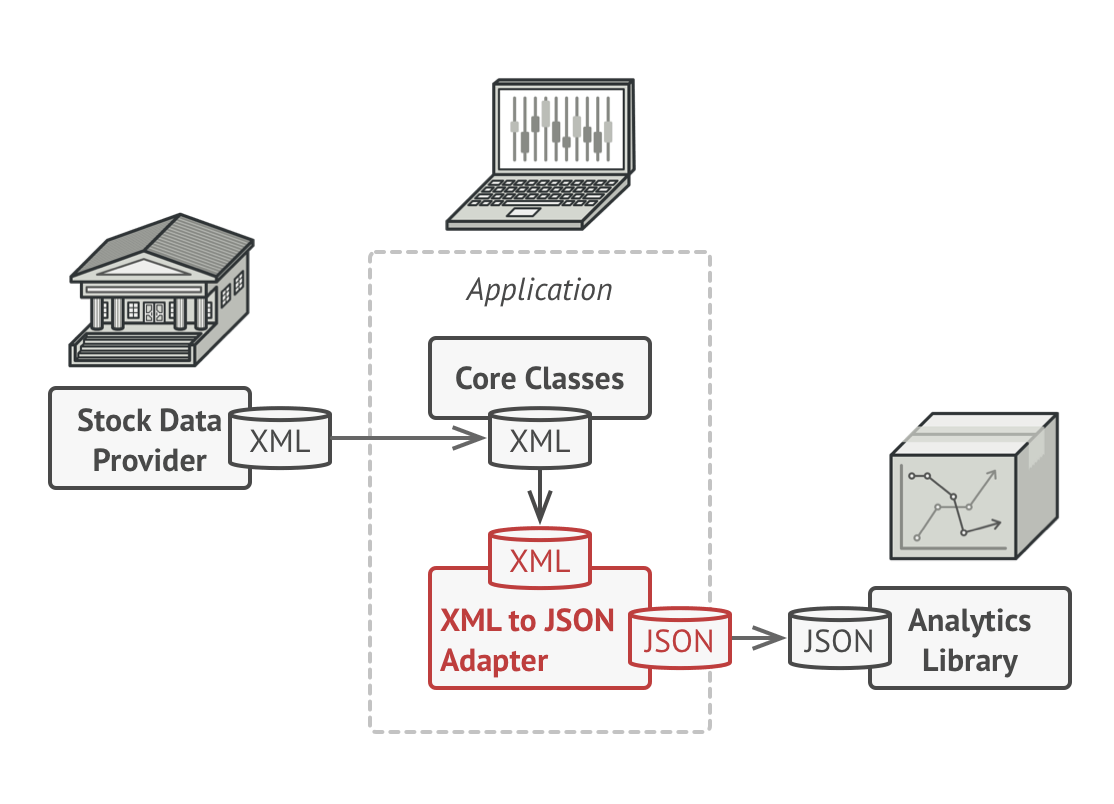 Application
Core Classes
Stock Data
Provider
XML
XML
XML
XML to JSON
Adapter
JSON
JSON
Analytics
Library